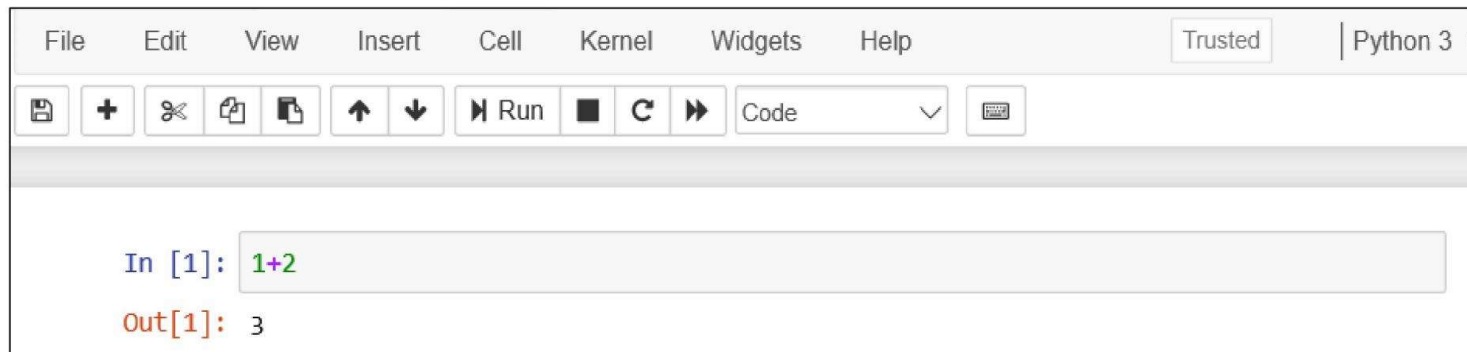 File Edit View Insert Cell Kernel Widgets Help Trusted Python 3
Run Code
In [1]: 1+2
Out[1]: 3